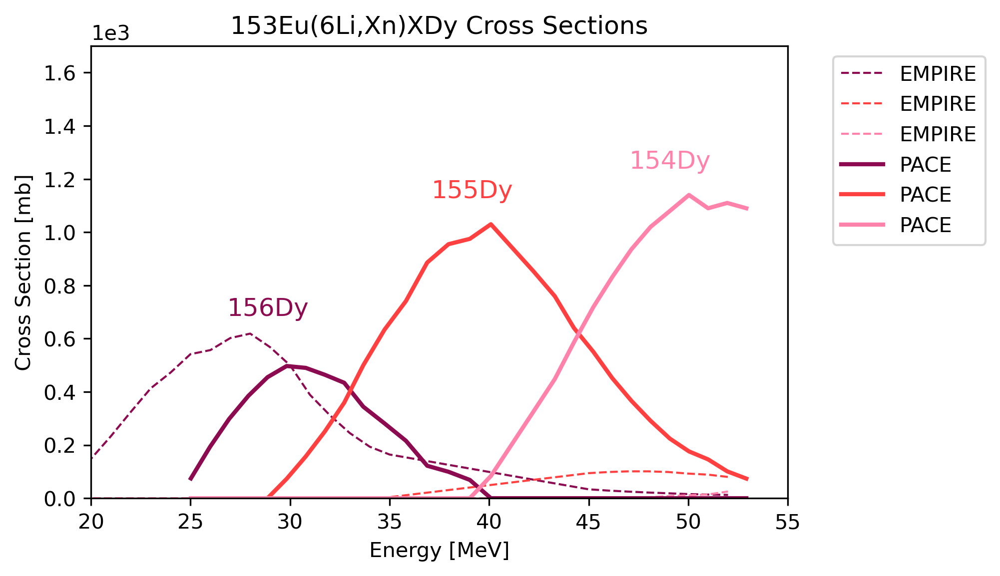 153Eu(6Li,Xn)XDy Cross Sections
1e3
1.6
1.4
1.2
1.0
0.8
0.6
0.4
0.2
0.0
Cross Section [mb]
156Dy
155Dy
154Dy
20
25
30
35
40
45
50
55
Energy [MeV]
EMPIRE
EMPIRE
EMPIRE
PACE
PACE
PACE